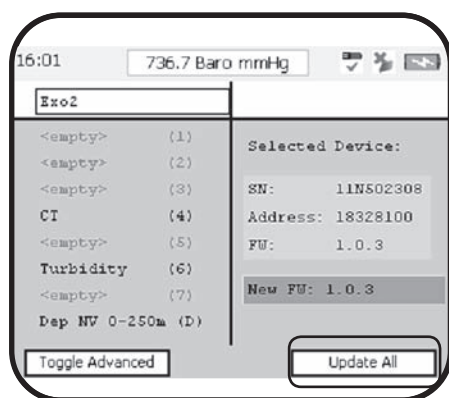 16:01 736.7 Baro mmHg
Exo2
<empty> (1)
<empty> (2)
<empty> (3)
CT (4)
<empty> (5)
Turbidity (6)
<empty> (7)
Dep NV 0-250m (D)
Selected Device:
SN: 11N502308
Address: 18328100
FW: 1.0.3
New FW: 1.0.3
Toggle Advanced
Update All